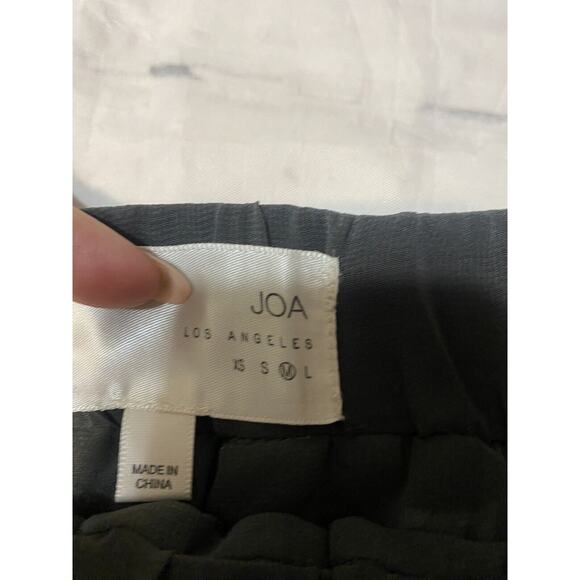 JOA
LOS ANGELES
XS S M L
MADE IN
CHINA